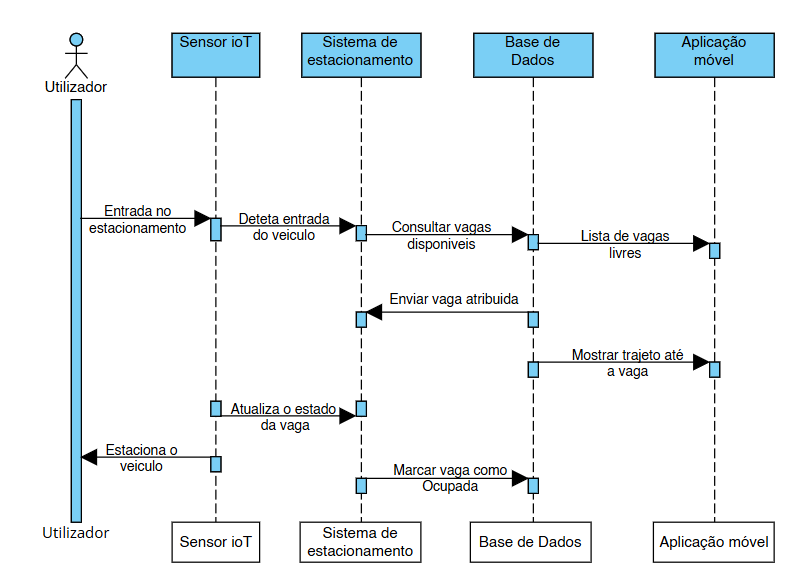 Utilizador
Sensor ioT
Sistema de
estacionamento
Base de
Dados
Aplicação
móvel
Entrada no
estacionamento
Deteta entrada
do veiculo
Consultar vagas
disponiveis
Lista de vagas
livres
Enviar vaga atribuida
Mostrar trajeto até
a vaga
Atualiza o estado
da vaga
Estaciona o
veiculo
Marcar vaga como
Ocupada
Utilizador
Sensor ioT
Sistema de
estacionamento
Base de Dados
Aplicação móvel